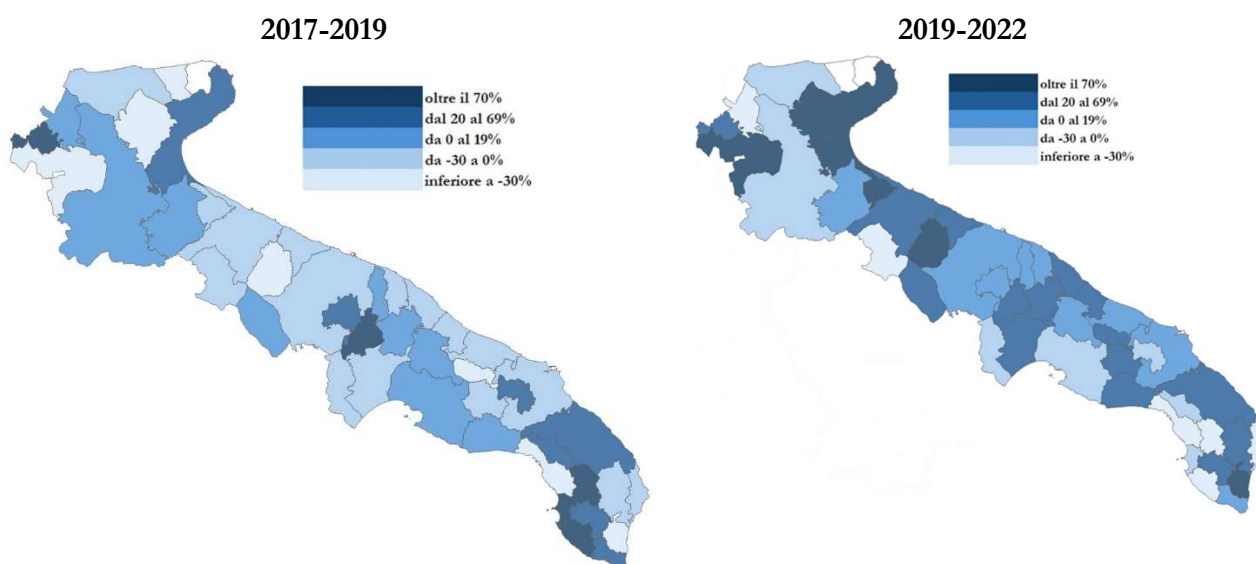 2017-2019
oltre il 70%
dal 20 al 69%
da 0 al 19%
da -30 a 0%
inferiore a -30%
2019-2022
oltre il 70%
dal 20 al 69%
da 0 al 19%
da -30 a 0%
inferiore a -30%